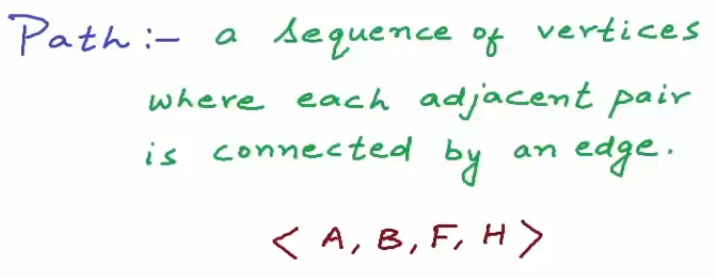 Path :- a sequence of vertices
where each adjacent pair
is connected by an edge.
< A, B, F, H >